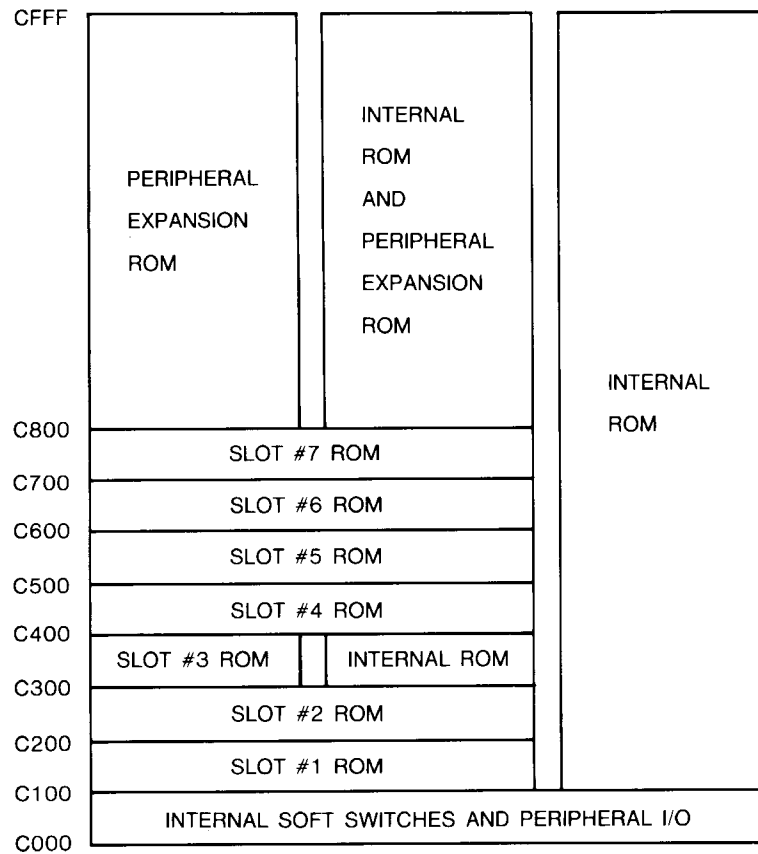 CFFF
PERIPHERAL
EXPANSION
ROM
INTERNAL
ROM
AND
PERIPHERAL
EXPANSION
ROM
INTERNAL
ROM
C800
SLOT #7 ROM
C700
SLOT #6 ROM
C600
SLOT #5 ROM
C500
SLOT #4 ROM
C400
SLOT #3 ROM
INTERNAL ROM
C300
SLOT #2 ROM
C200
SLOT #1 ROM
C100
INTERNAL SOFT SWITCHES AND PERIPHERAL I/O
C000